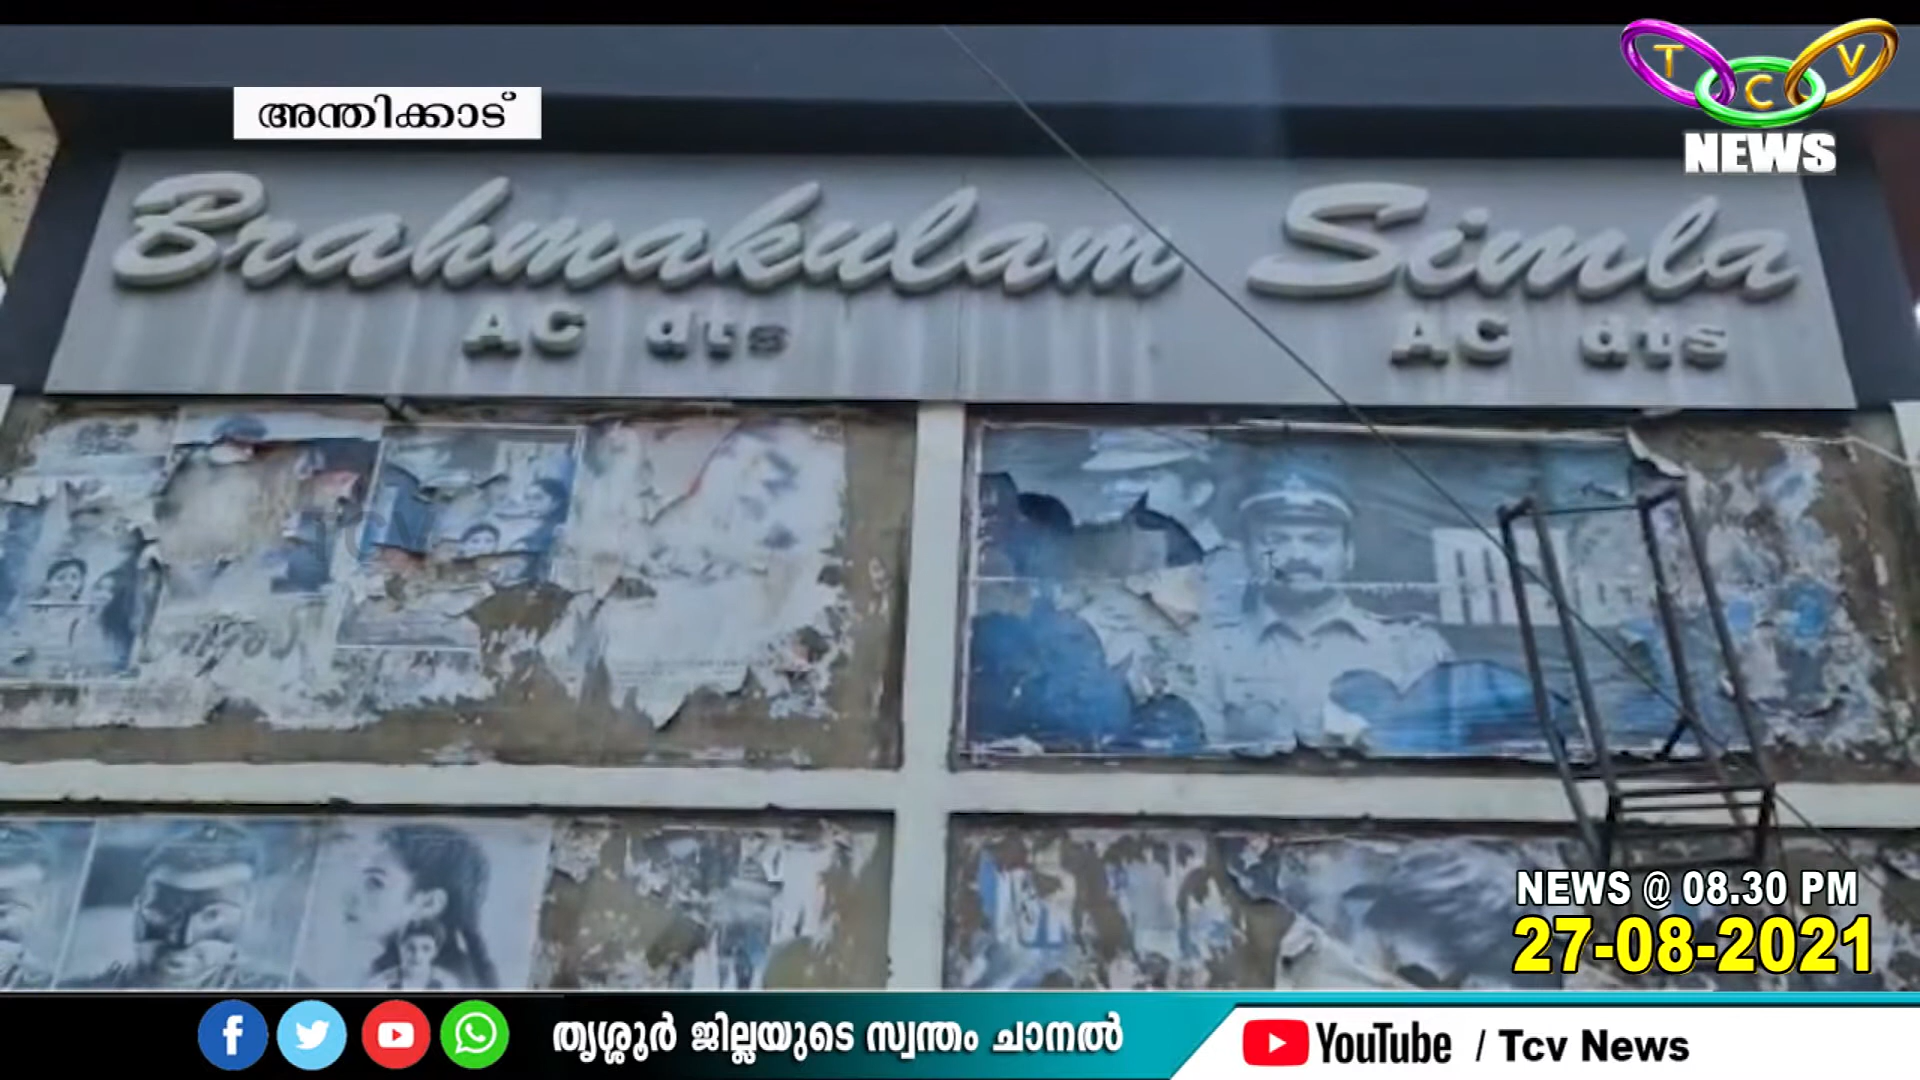 അന്തിക്കാട്
T C V
NEWS
Brahmakulam Simla
AC dts AC dts
TCV
NEWS @ 08.30 PM
27-08-2021
തൃശ്ശൂർ ജില്ലയുടെ സ്വന്തം ചാനൽ
YouTube / Tcv News